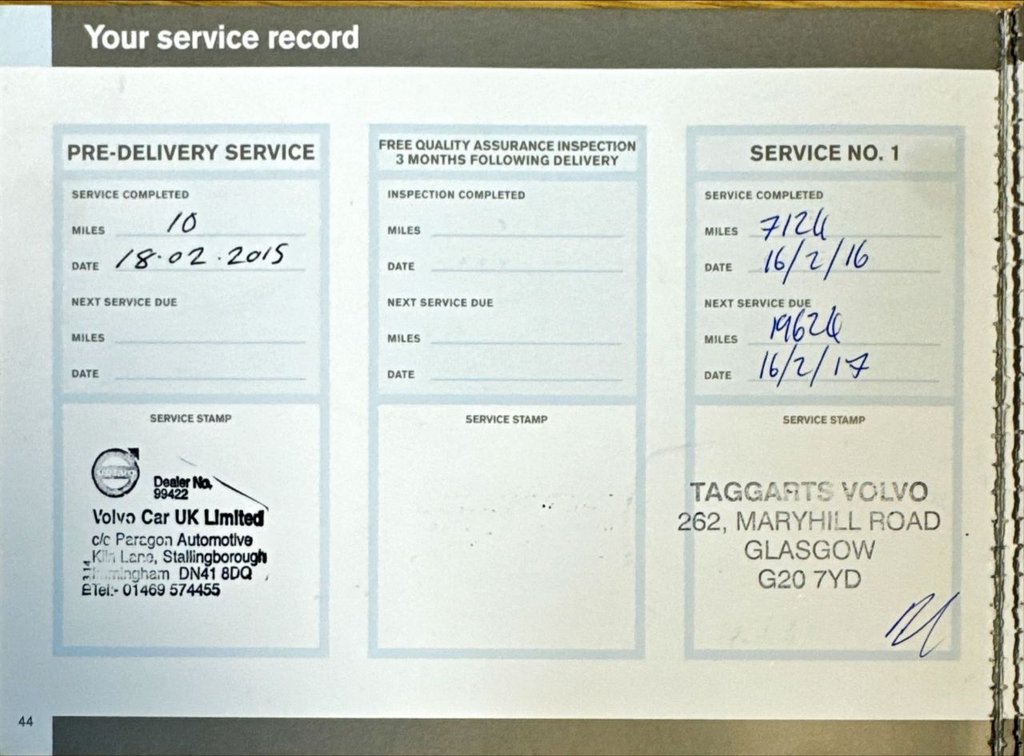 Your service record
PRE-DELIVERY SERVICE
SERVICE COMPLETED
MILES 10
DATE 18.02.2015
NEXT SERVICE DUE
MILES
DATE
SERVICE STAMP
Dealer No.
99422
Volvo Car UK Limited
c/c Paragon Automotive
Kiln Lane, Stallingborough
DN41 8DQ
Tel:- 01469 574455
FREE QUALITY ASSURANCE INSPECTION
3 MONTHS FOLLOWING DELIVERY
INSPECTION COMPLETED
MILES
DATE
NEXT SERVICE DUE
MILES
DATE
SERVICE STAMP
SERVICE NO. 1
SERVICE COMPLETED
MILES 7124
DATE 16/2/16
NEXT SERVICE DUE
MILES 19624
DATE 16/2/17
SERVICE STAMP
TAGGARTS VOLVO
262, MARYHILL ROAD
GLASGOW
G20 7YD
44